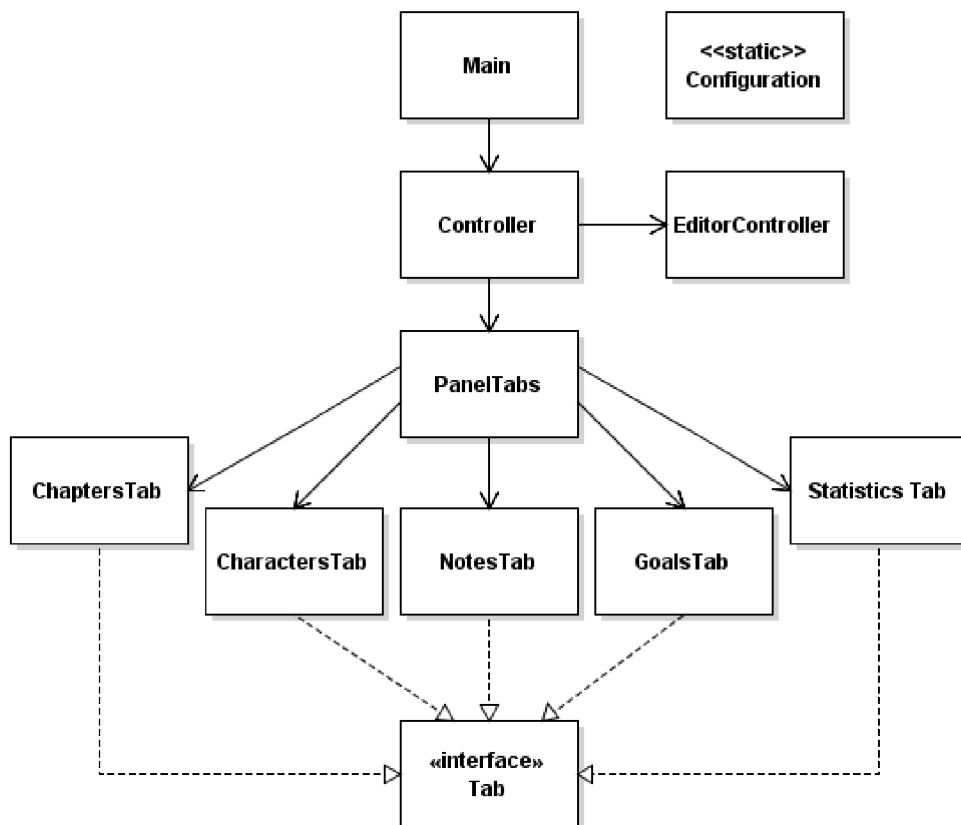 Main
<<static>>
Configuration
Controller
EditorController
PanelTabs
ChaptersTab
Statistics Tab
CharactersTab
NotesTab
GoalsTab
«interface»
Tab